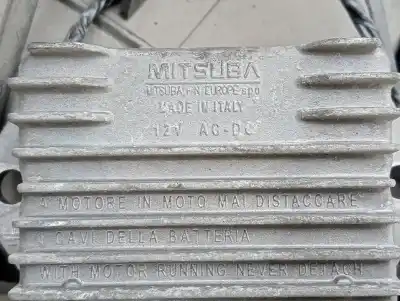 MITSUBA
MITSUBA F.N EUROPE spa
MADE IN ITALY
12V AC-DC
A MOTORE IN MOTO MAI DISTACCARE
I CAVI DELLA BATTERIA
WITH MOTOR RUNNING NEVER DETACH